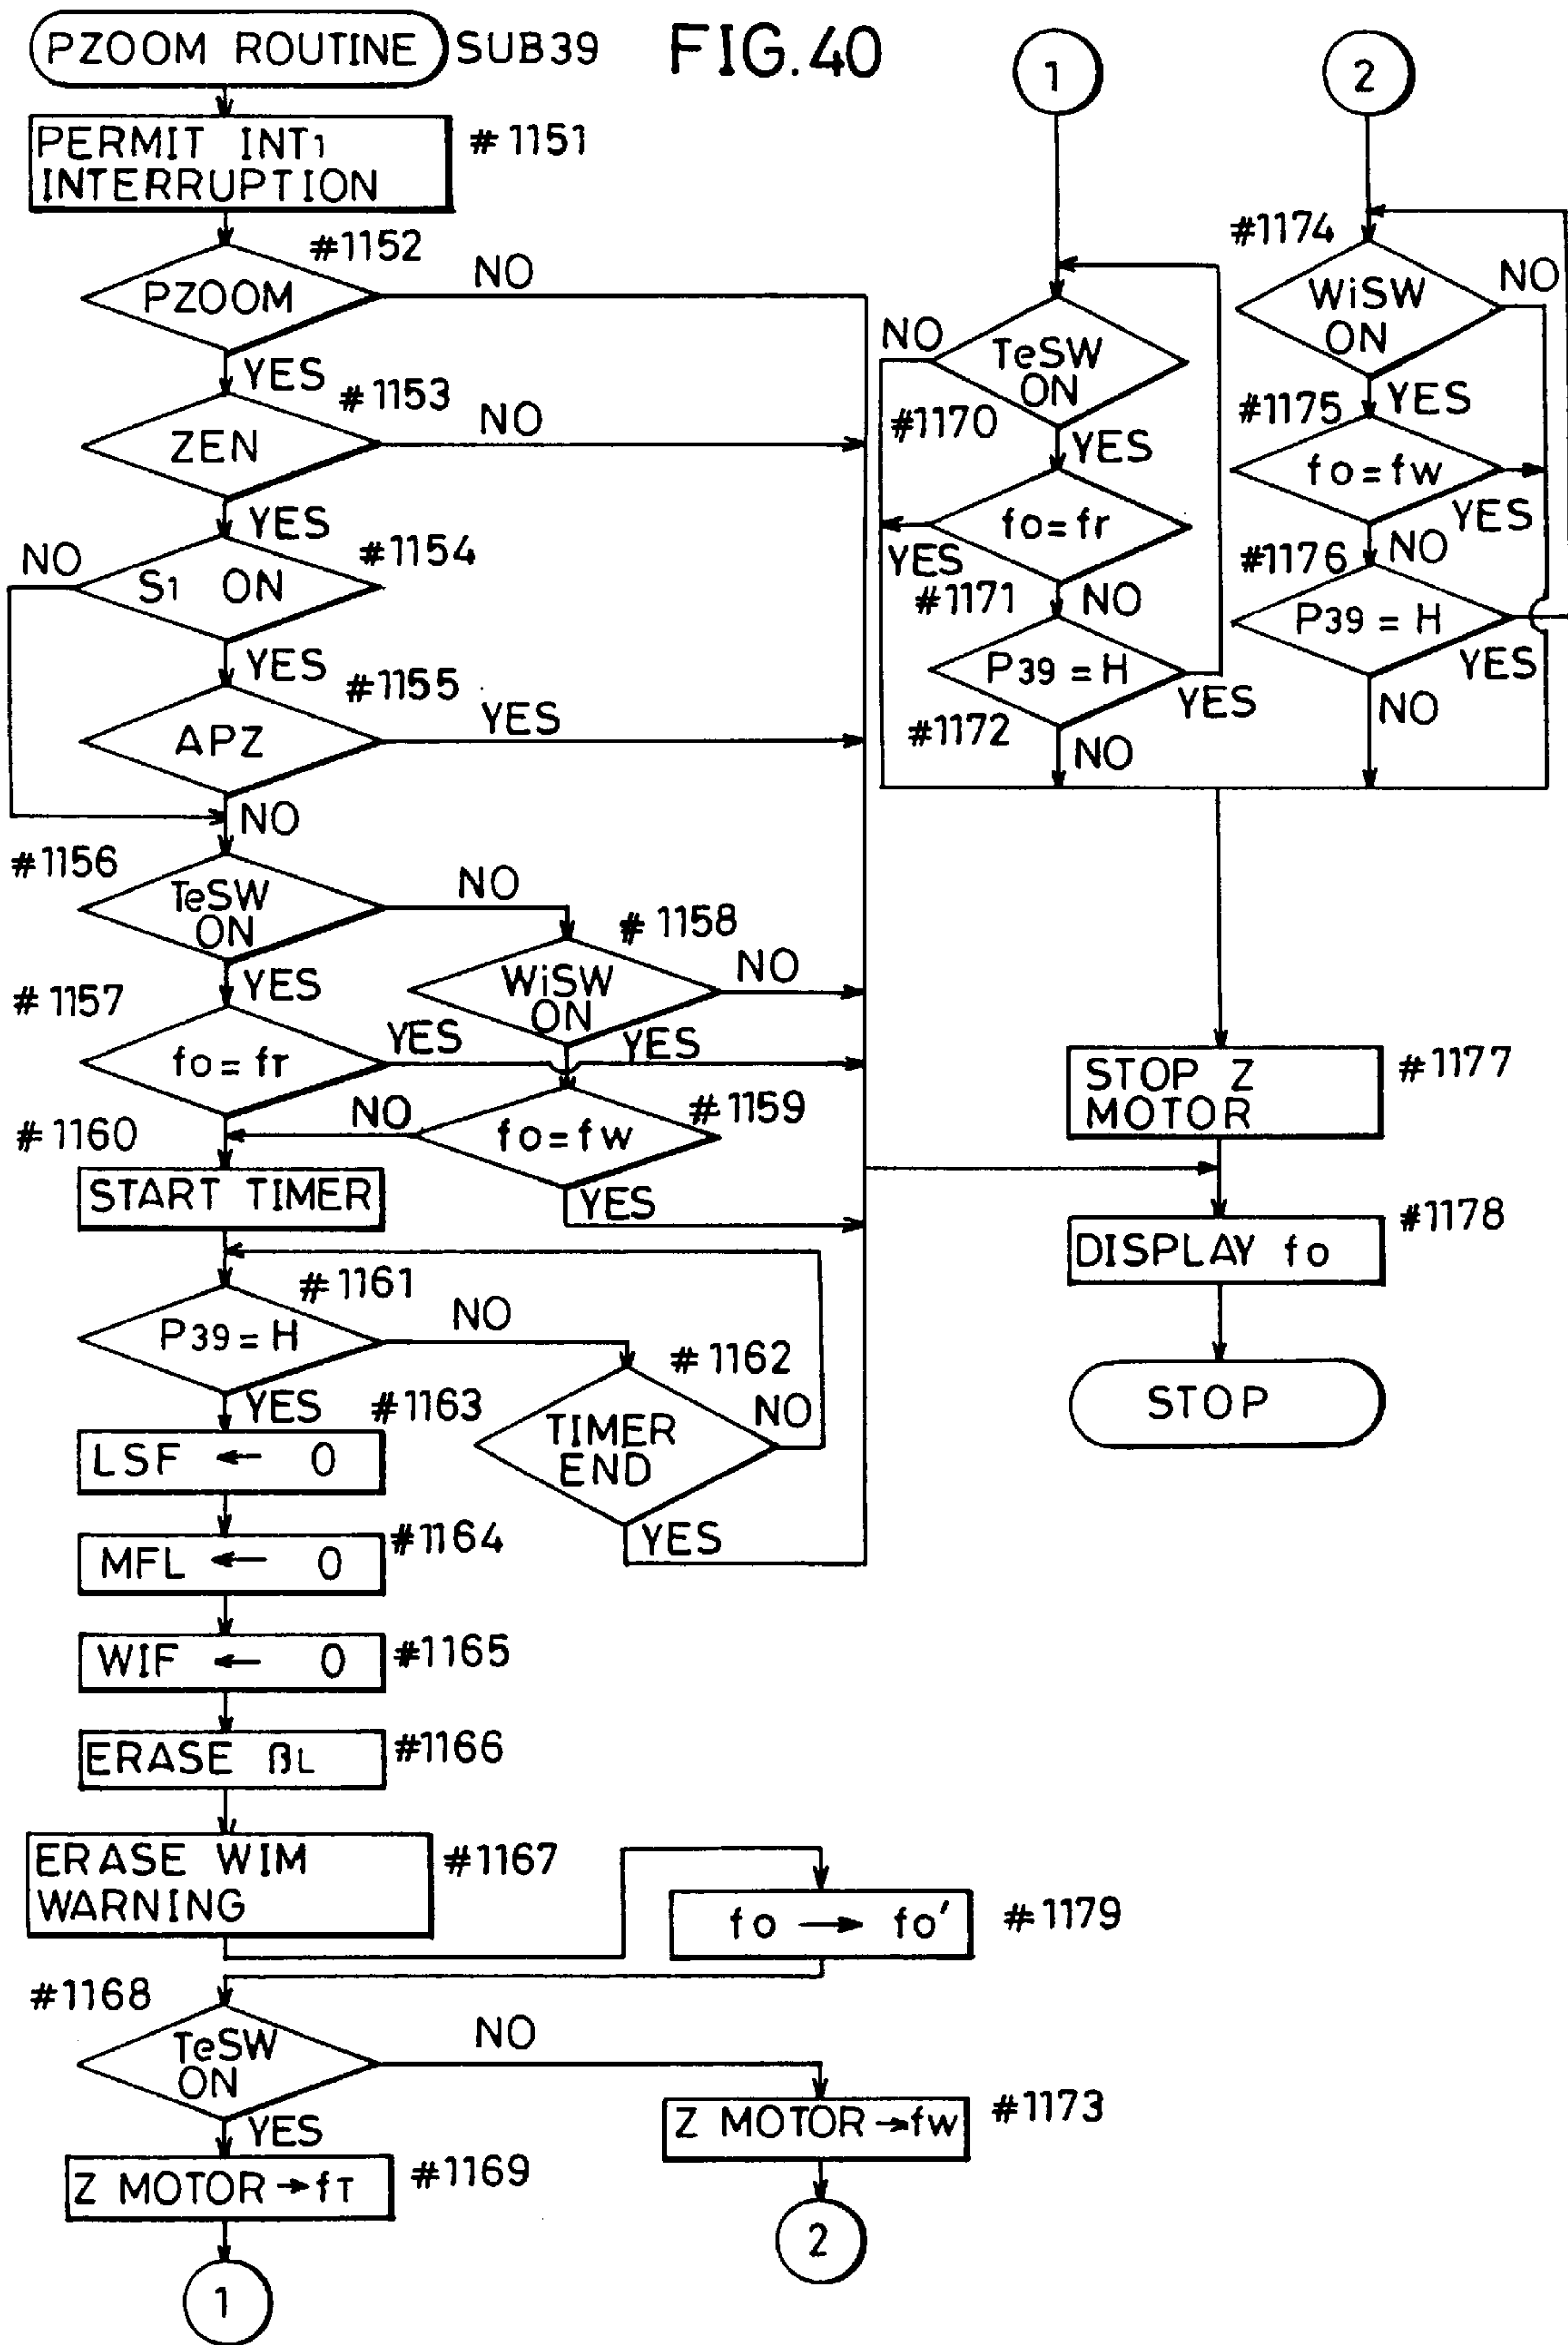 PZOOM ROUTINE SUB39
FIG.40
PERMIT INT1
INTERRUPTION
#1151
#1152
PZOOM
NO
YES
#1153
ZEN
NO
YES
NO
#1154
S1 ON
YES
#1155
APZ
YES
NO
#1156
TeSW
ON
NO
YES
#1158
WiSW
ON
NO
YES
#1157
fo=fr
YES
NO
#1159
fo=fw
YES
#1160
START TIMER
#1161
P39=H
NO
YES
#1162
TIMER
END
NO
YES
#1163
LSF ← 0
#1164
MFL ← 0
#1165
WIF ← 0
#1166
ERASE βL
ERASE WIM
WARNING
#1167
fo → fo'
#1179
#1168
TeSW
ON
NO
YES
Z MOTOR→fT
#1169
1
Z MOTOR→fw
#1173
2
1
NO
TeSW
ON
#1170
YES
fo=fr
YES
#1171
NO
P39=H
YES
#1172
NO
2
#1174
WiSW
ON
NO
#1175
YES
fo=fw
YES
#1176
NO
P39=H
YES
NO
STOP Z
MOTOR
#1177
#1178
DISPLAY fo
STOP